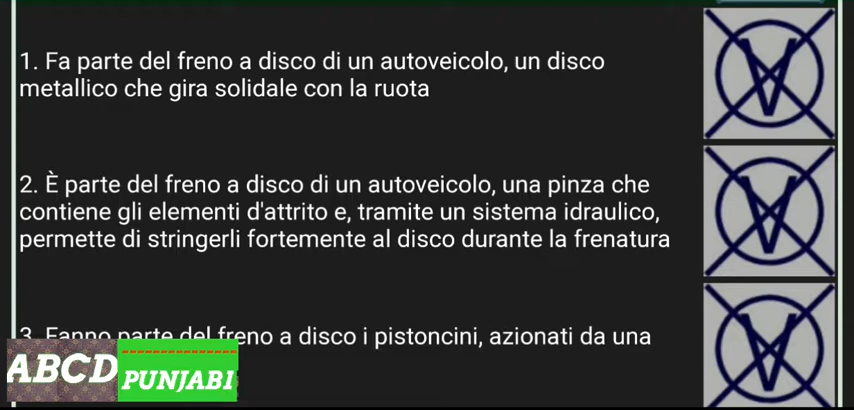 1. Fa parte del freno a disco di un autoveicolo, un disco
metallico che gira solidale con la ruota
V
2. È parte del freno a disco di un autoveicolo, una pinza che
contiene gli elementi d'attrito e, tramite un sistema idraulico,
permette di stringerli fortemente al disco durante la frenatura
V
3. Fanno parte del freno a disco i pistoncini, azionati da una
V
ABCD
PUNJABI